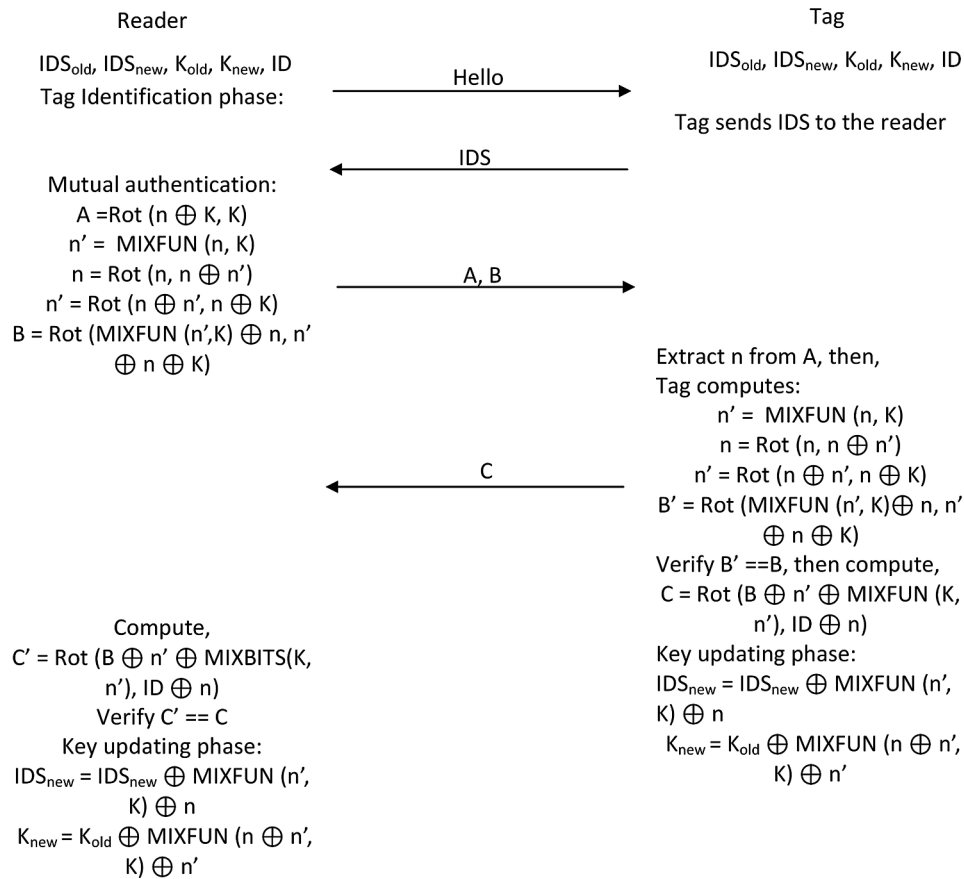 Reader
IDSold, IDSnew, Kold, Knew, ID
Tag Identification phase:
Tag
IDSold, IDSnew, Kold, Knew, ID
Hello
Tag sends IDS to the reader
IDS
Mutual authentication:
A =Rot (n ⊕ K, K)
n’ = MIXFUN (n, K)
n = Rot (n, n ⊕ n’)
n’ = Rot (n ⊕ n’, n ⊕ K)
B = Rot (MIXFUN (n’,K) ⊕ n, n’
⊕ n ⊕ K)
A, B
Extract n from A, then,
Tag computes:
n’ = MIXFUN (n, K)
n = Rot (n, n ⊕ n’)
n’ = Rot (n ⊕ n’, n ⊕ K)
B’ = Rot (MIXFUN (n’, K)⊕ n, n’
⊕ n ⊕ K)
Verify B’ ==B, then compute,
C = Rot (B ⊕ n’ ⊕ MIXFUN (K,
n’), ID ⊕ n)
Key updating phase:
IDSnew = IDSnew ⊕ MIXFUN (n’,
K) ⊕ n
Knew = Kold ⊕ MIXFUN (n ⊕ n’,
K) ⊕ n’
C
Compute,
C’ = Rot (B ⊕ n’ ⊕ MIXBITS(K,
n’), ID ⊕ n)
Verify C’ == C
Key updating phase:
IDSnew = IDSnew ⊕ MIXFUN (n’,
K) ⊕ n
Knew = Kold ⊕ MIXFUN (n ⊕ n’,
K) ⊕ n’